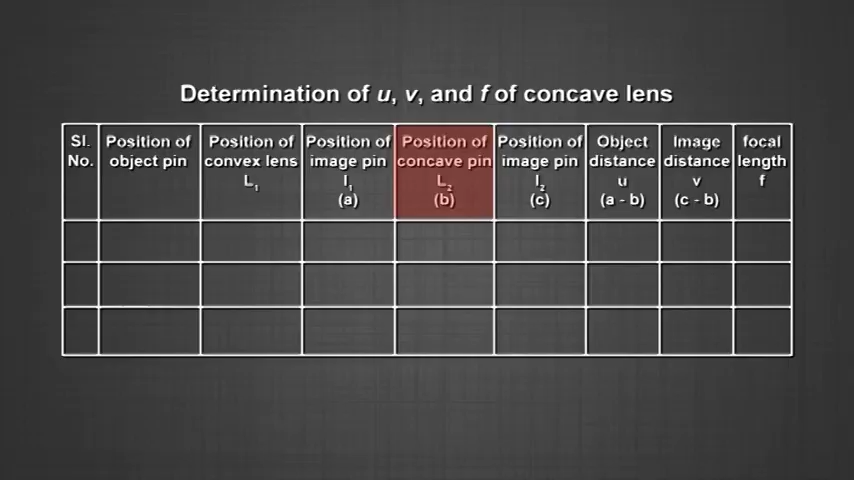 Determination of u, v, and f of concave lens
Sl. No.
Position of object pin
Position of convex lens L₁
Position of image pin I₁ (a)
Position of concave pin L₂ (b)
Position of image pin I₂ (c)
Object distance u (a - b)
Image distance v (c - b)
focal length f